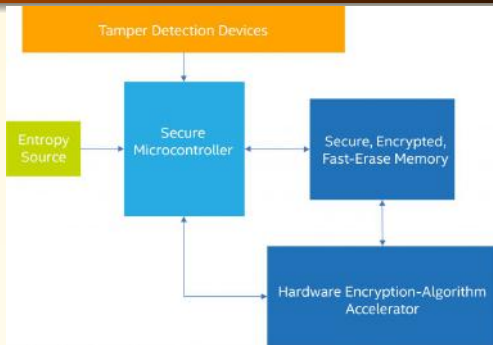 Tamper Detection Devices
Entropy
Source
Secure
Microcontroller
Secure, Encrypted,
Fast-Erase Memory
Hardware Encryption-Algorithm
Accelerator